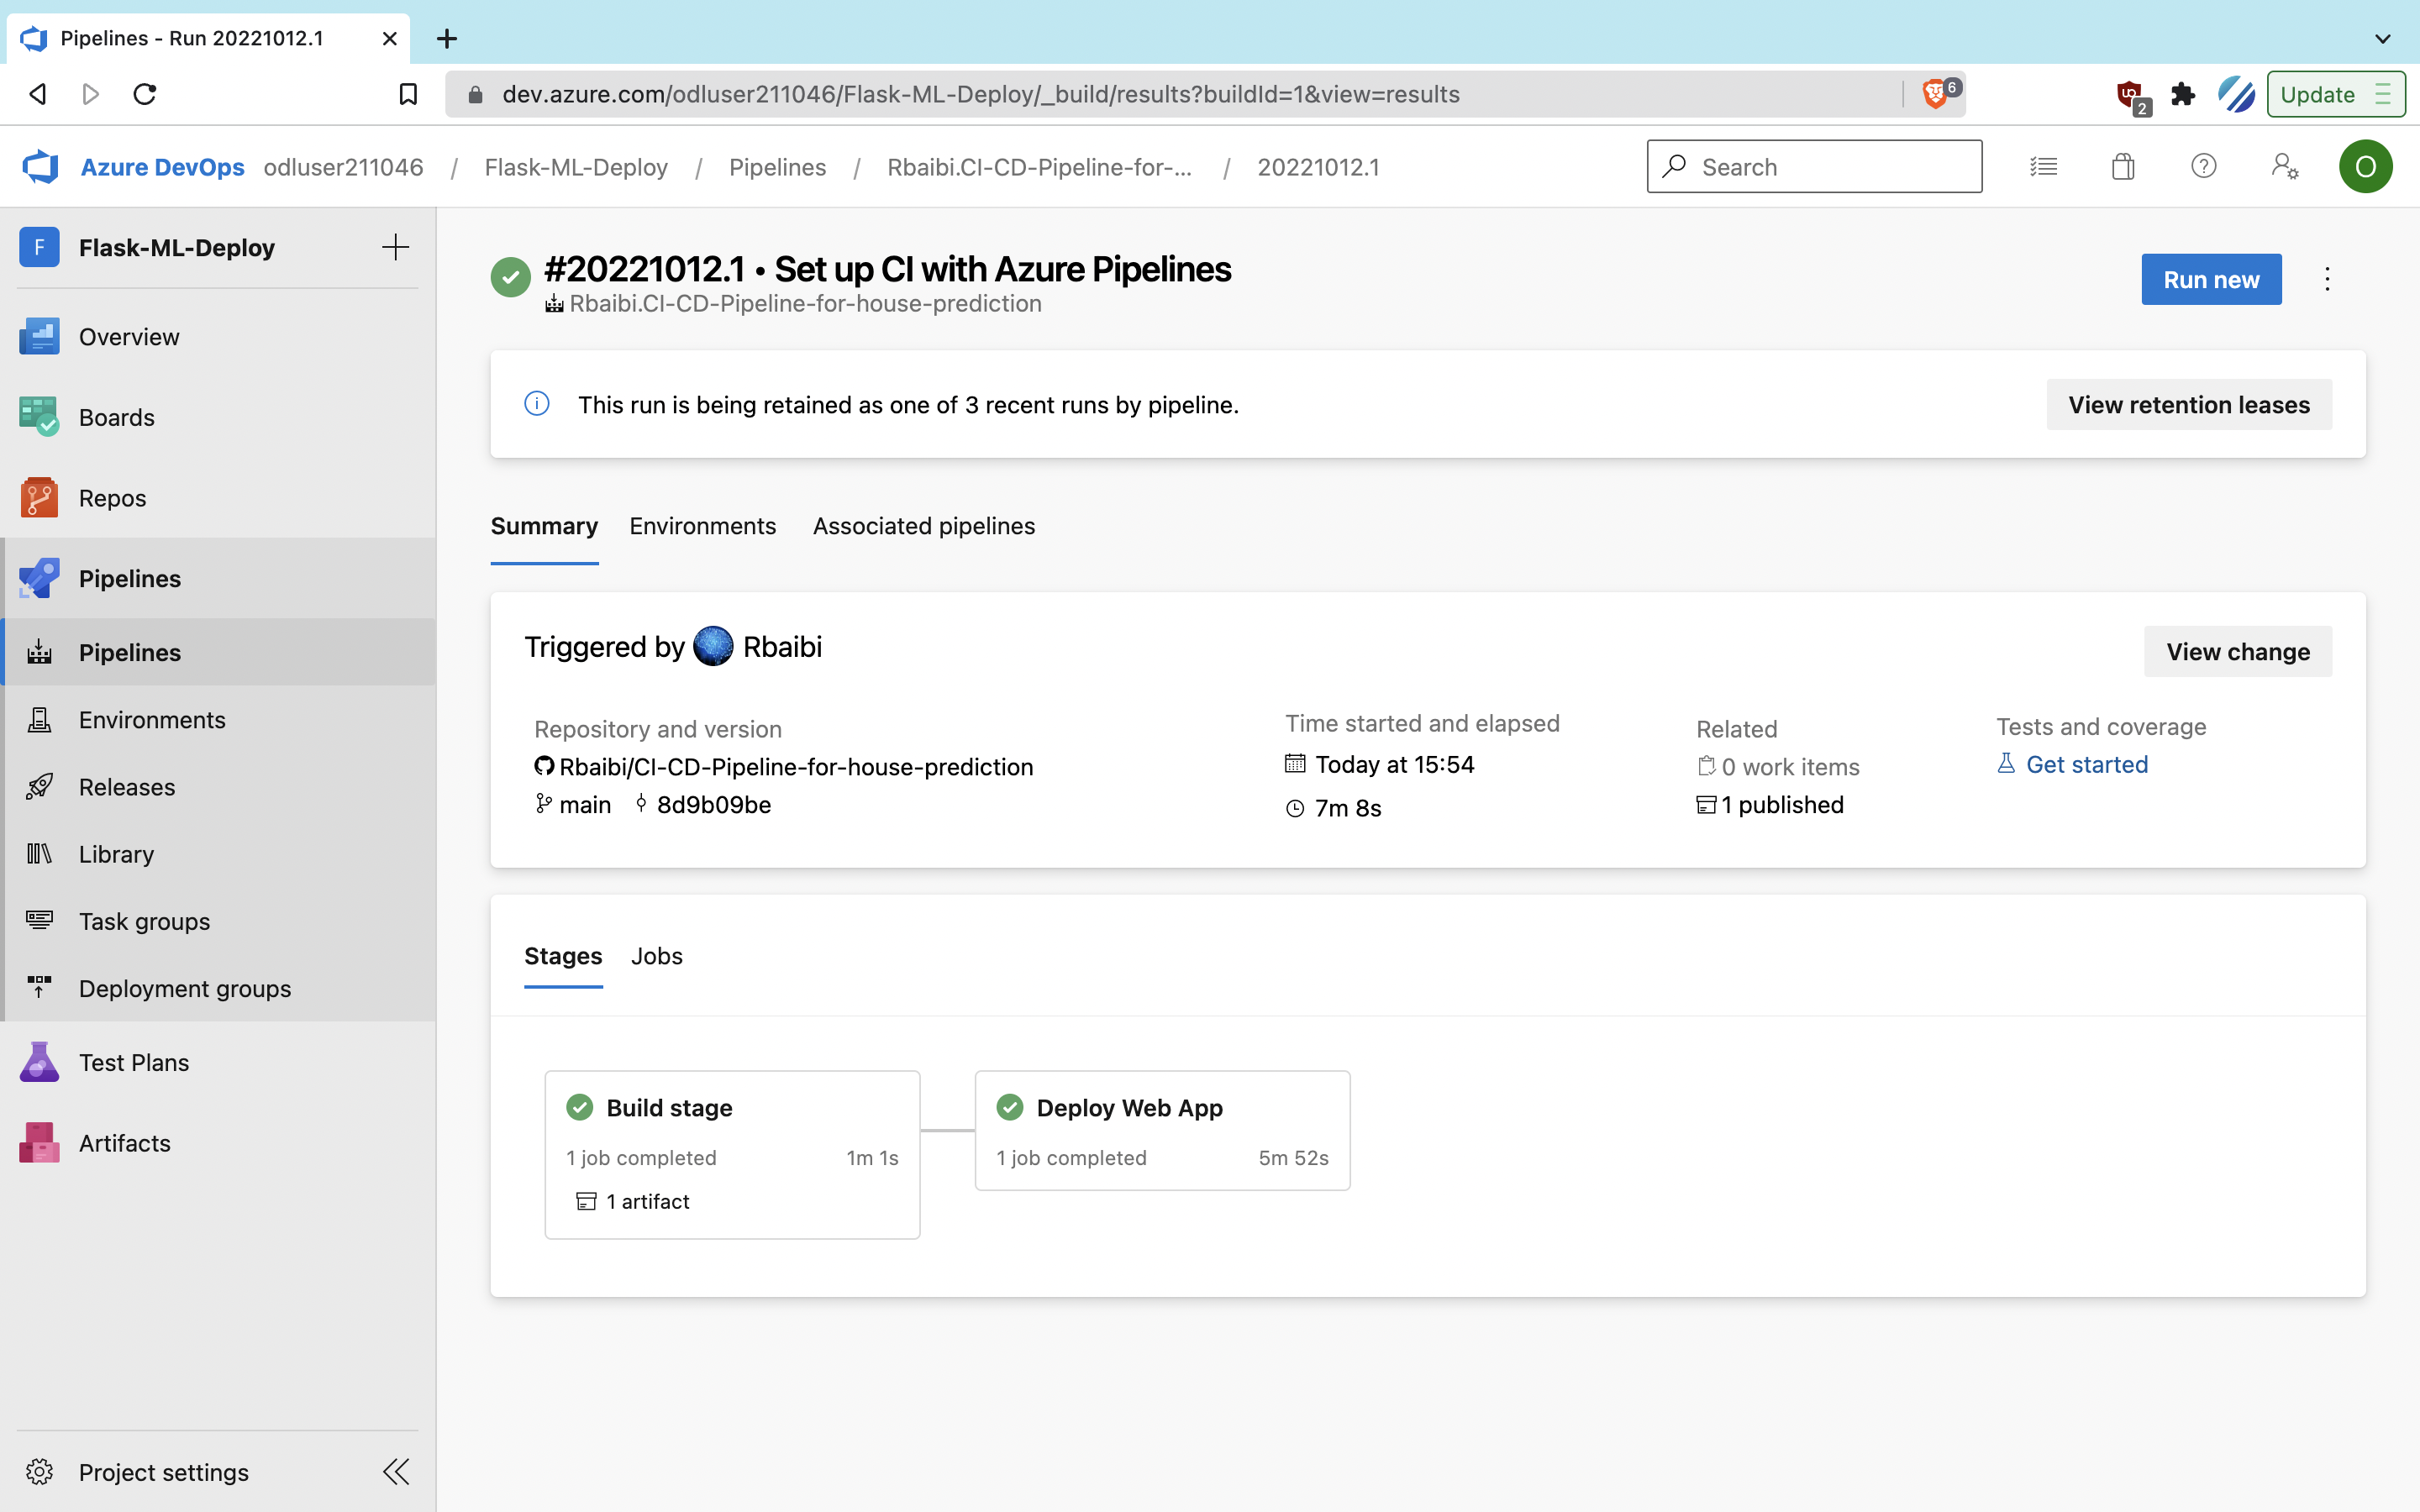 Pipelines - Run 20221012.1
dev.azure.com/odluser211046/Flask-ML-Deploy/_build/results?buildId=1&view=results
6
2
Update
Azure DevOps odluser211046 / Flask-ML-Deploy / Pipelines / Rbaibi.CI-CD-Pipeline-for-... / 20221012.1
Search
O
F Flask-ML-Deploy
Overview
Boards
Repos
Pipelines
Pipelines
Environments
Releases
Library
Task groups
Deployment groups
Test Plans
Artifacts
Project settings
#20221012.1 • Set up CI with Azure Pipelines
Rbaibi.CI-CD-Pipeline-for-house-prediction
Run new
This run is being retained as one of 3 recent runs by pipeline.
View retention leases
Summary Environments Associated pipelines
Triggered by Rbaibi
View change
Repository and version
Rbaibi/CI-CD-Pipeline-for-house-prediction
main 8d9b09be
Time started and elapsed
Today at 15:54
7m 8s
Related
0 work items
1 published
Tests and coverage
Get started
Stages Jobs
Build stage
1 job completed 1m 1s
1 artifact
Deploy Web App
1 job completed 5m 52s